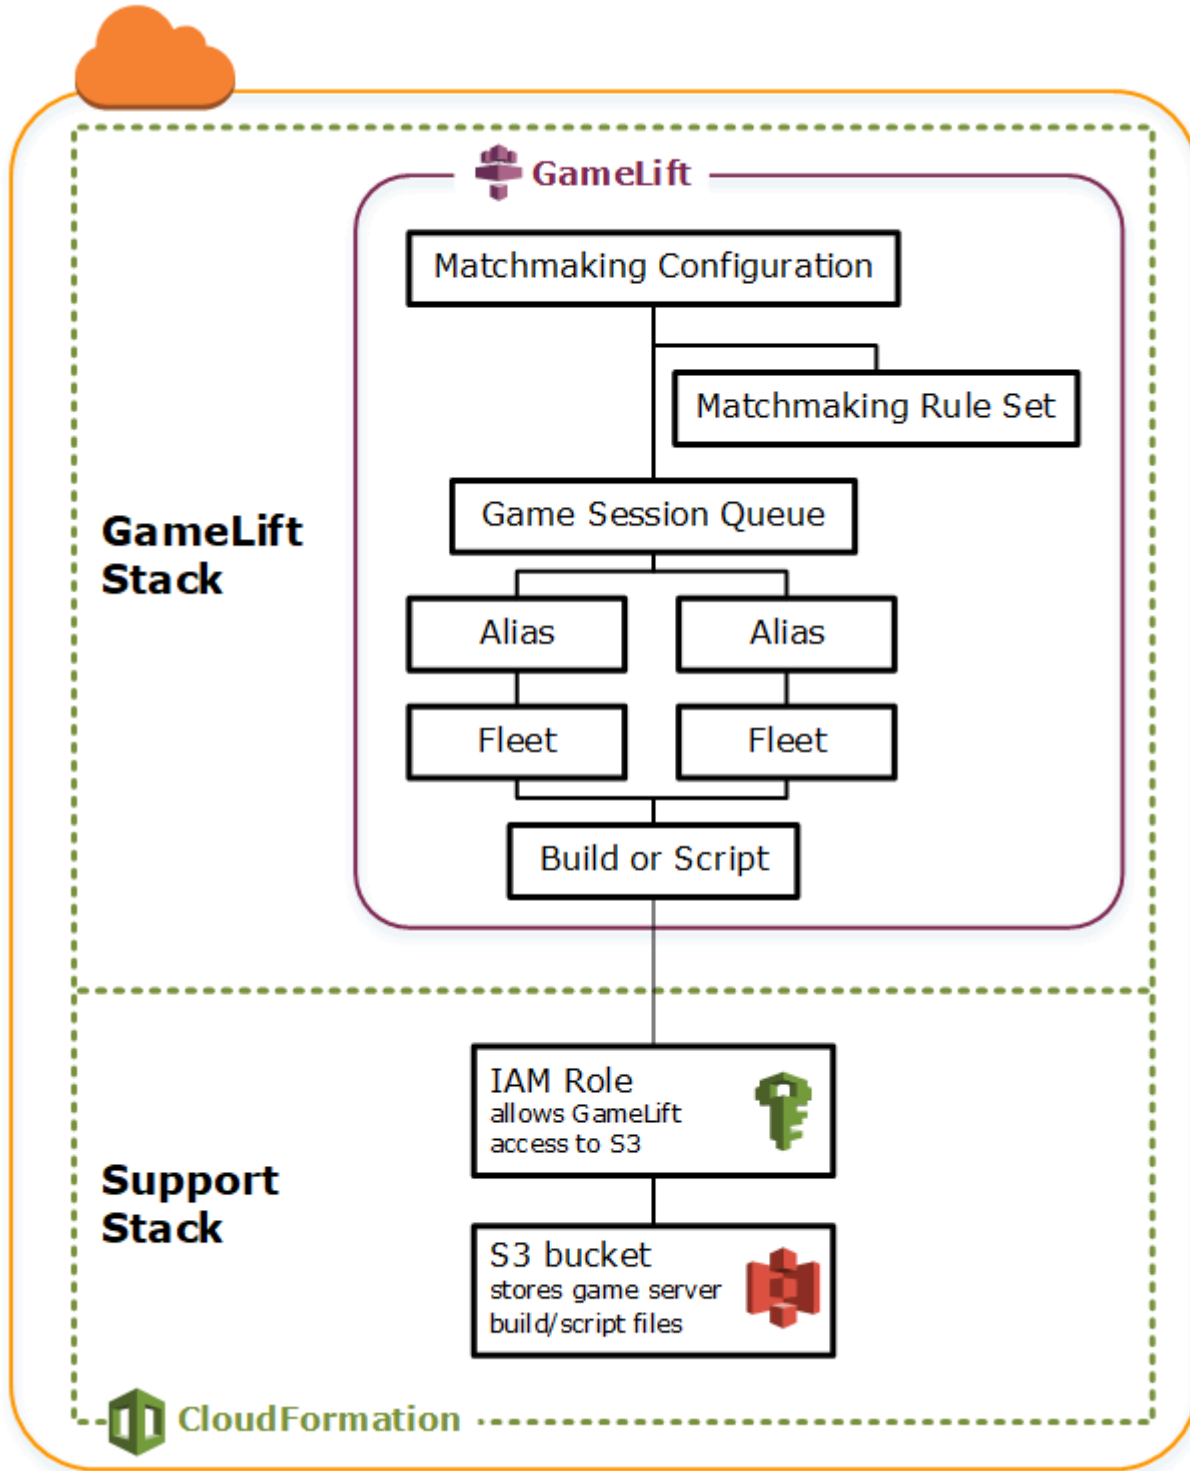 GameLift
Matchmaking Configuration
Matchmaking Rule Set
Game Session Queue
GameLift
Stack
Alias
Alias
Fleet
Fleet
Build or Script
IAM Role
allows GameLift
access to S3
Support
Stack
S3 bucket
stores game server
build/script files
CloudFormation